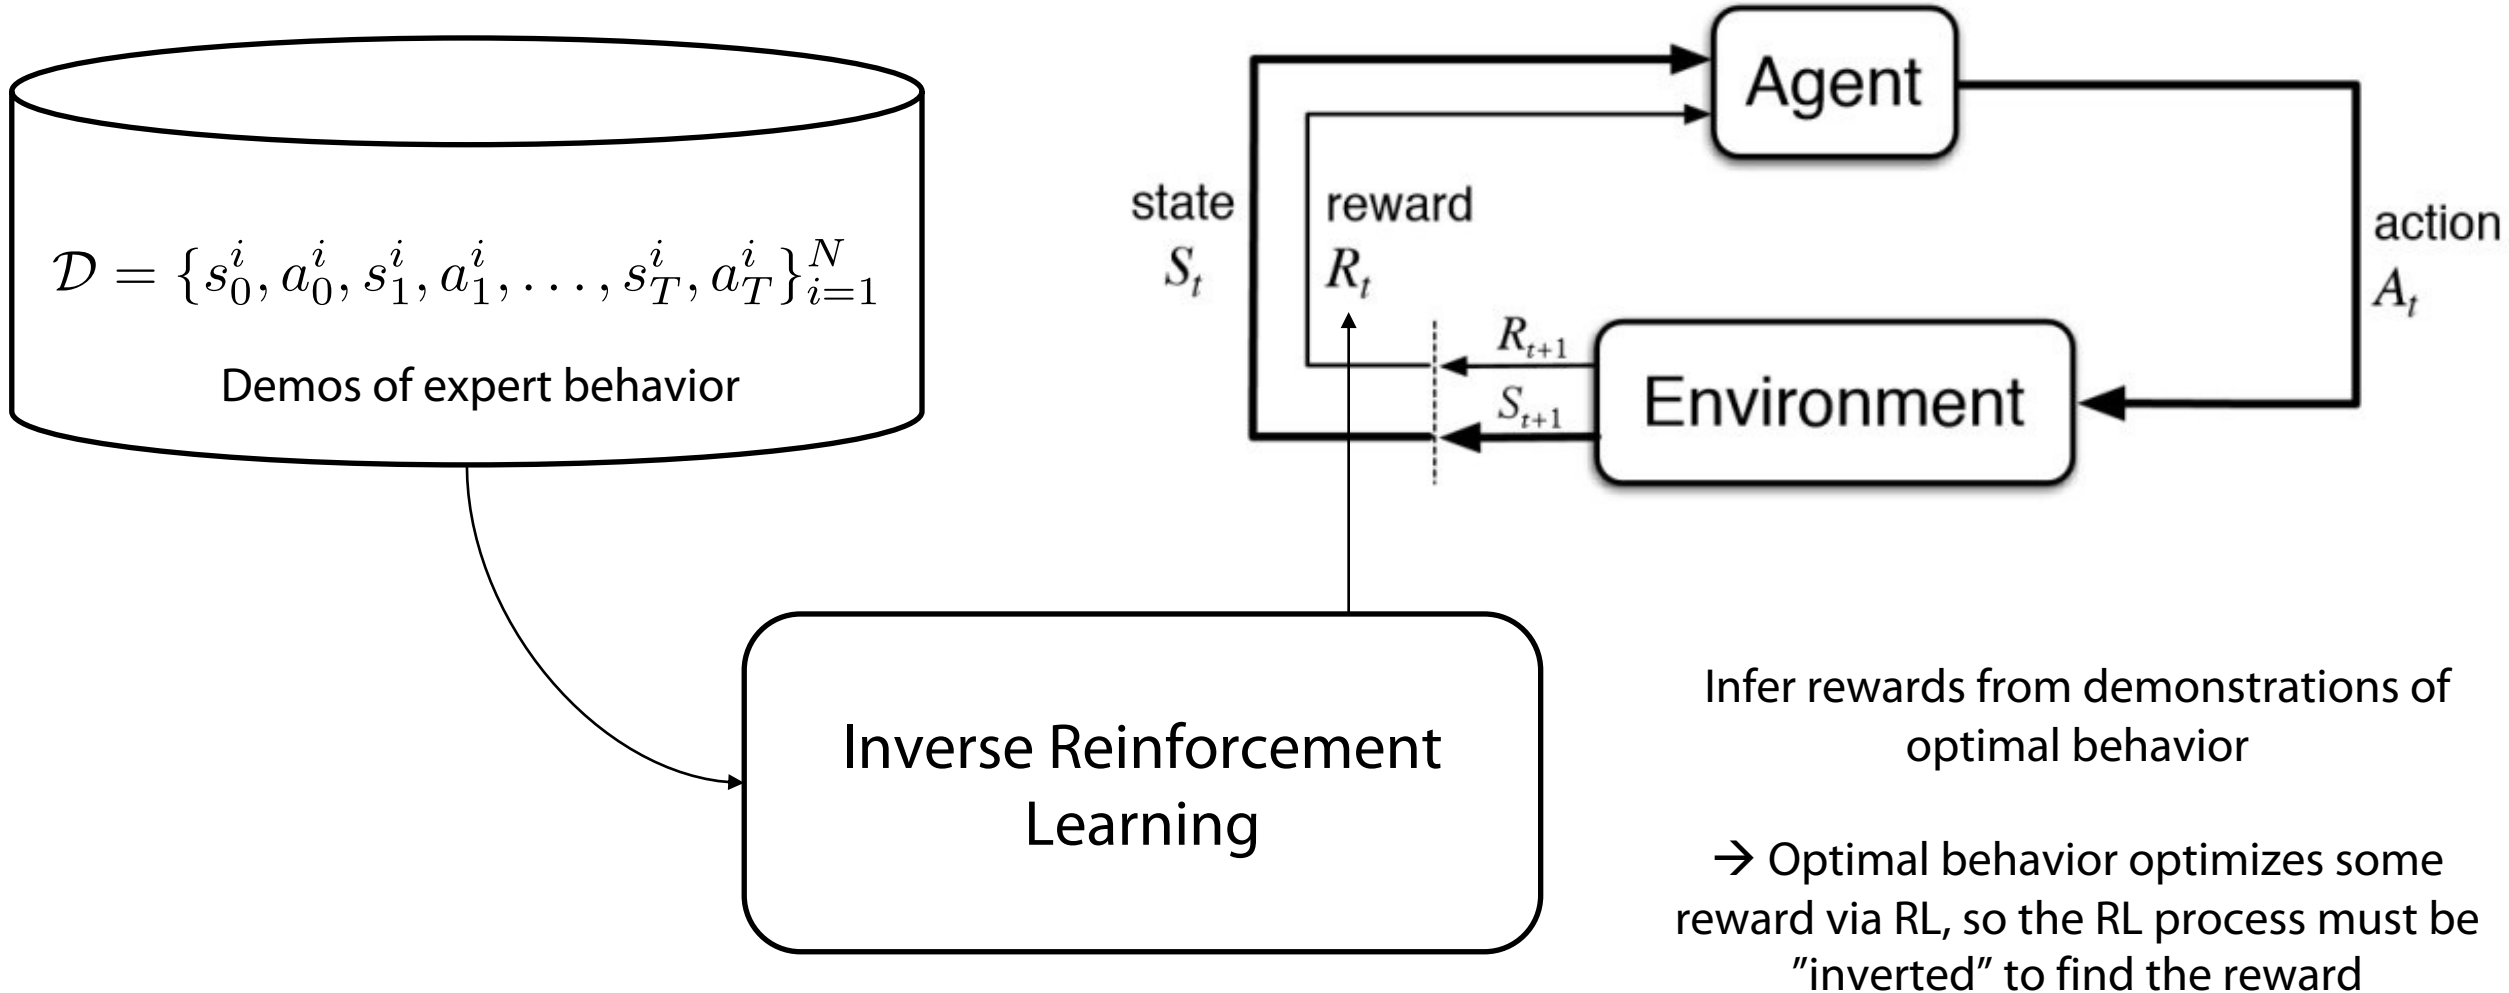 $\mathcal{D} = \{s_0^i, a_0^i, s_1^i, a_1^i, \ldots, s_T^i, a_T^i\}_{i=1}^N$
Demos of expert behavior
Agent
state
$S_t$
reward
$R_t$
action
$A_t$
$R_{t+1}$
$S_{t+1}$
Environment
Inverse Reinforcement
Learning
Infer rewards from demonstrations of
optimal behavior
→ Optimal behavior optimizes some
reward via RL, so the RL process must be
”inverted” to find the reward